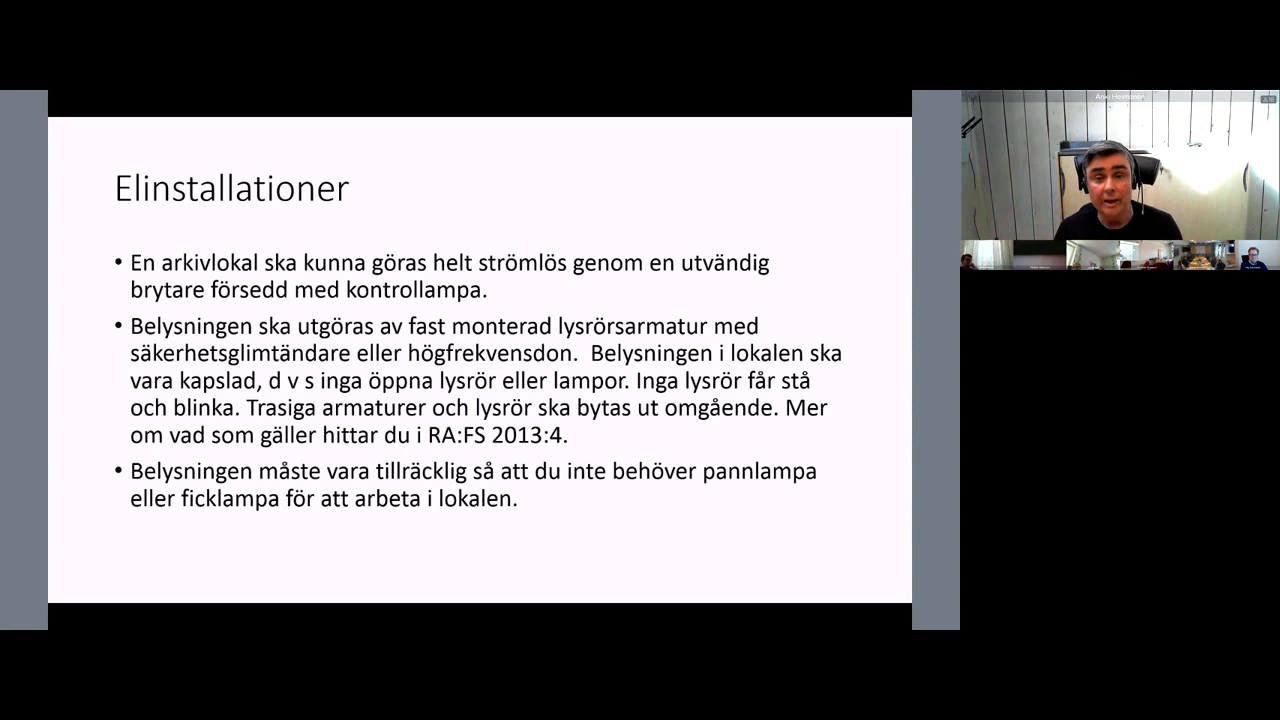 Elinstallationer
• En arkivlokal ska kunna göras helt strömlös genom en utvändig
brytare försedd med kontrollampa.
• Belysningen ska utgöras av fast monterad lysrörsarmatur med
säkerhetsglimtändare eller högfrekvensdon.  Belysningen i lokalen ska
vara kapslad, d v s inga öppna lysrör eller lampor. Inga lysrör får stå
och blinka. Trasiga armaturer och lysrör ska bytas ut omgående. Mer
om vad som gäller hittar du i RA:FS 2013:4.
• Belysningen måste vara tillräcklig så att du inte behöver pannlampa
eller ficklampa för att arbeta i lokalen.